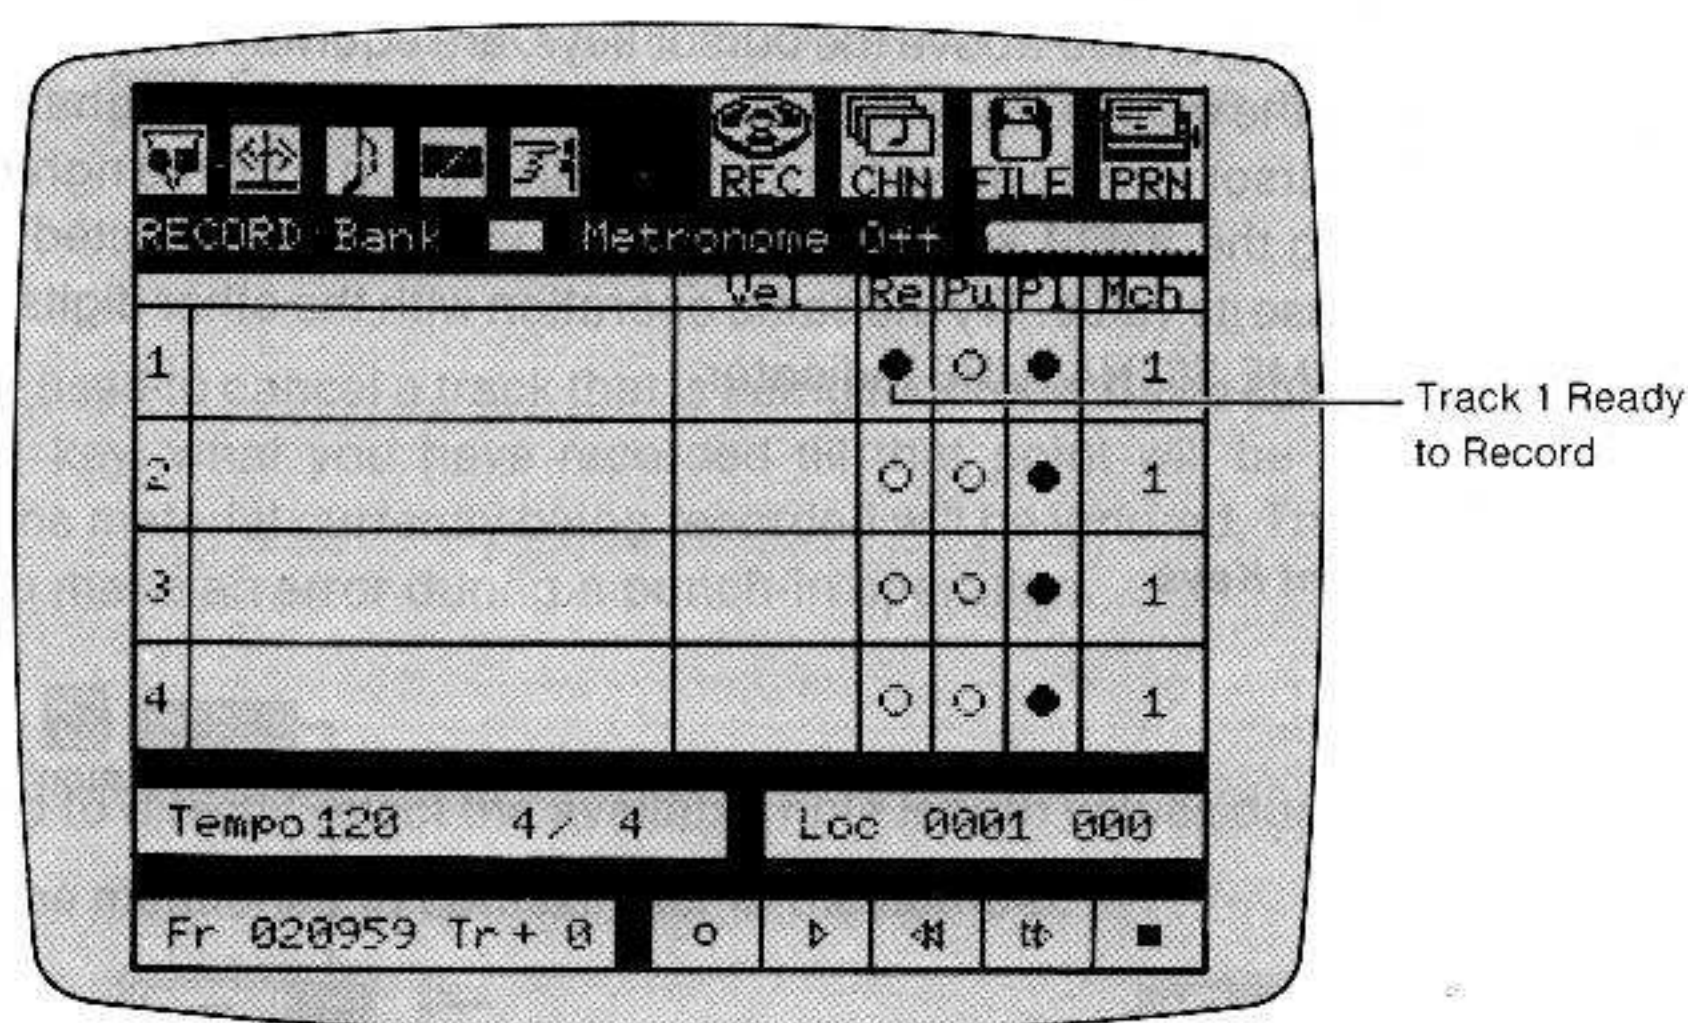 REC CHN FILE PRN
RECORD Bank Metronome Off
Vel Re Pu Pl Mch
1 1
Track 1 Ready
to Record
2 1
3 1
4 1
Tempo 120 4/ 4 Loc 0001 000
Fr 020959 Tr+ 0